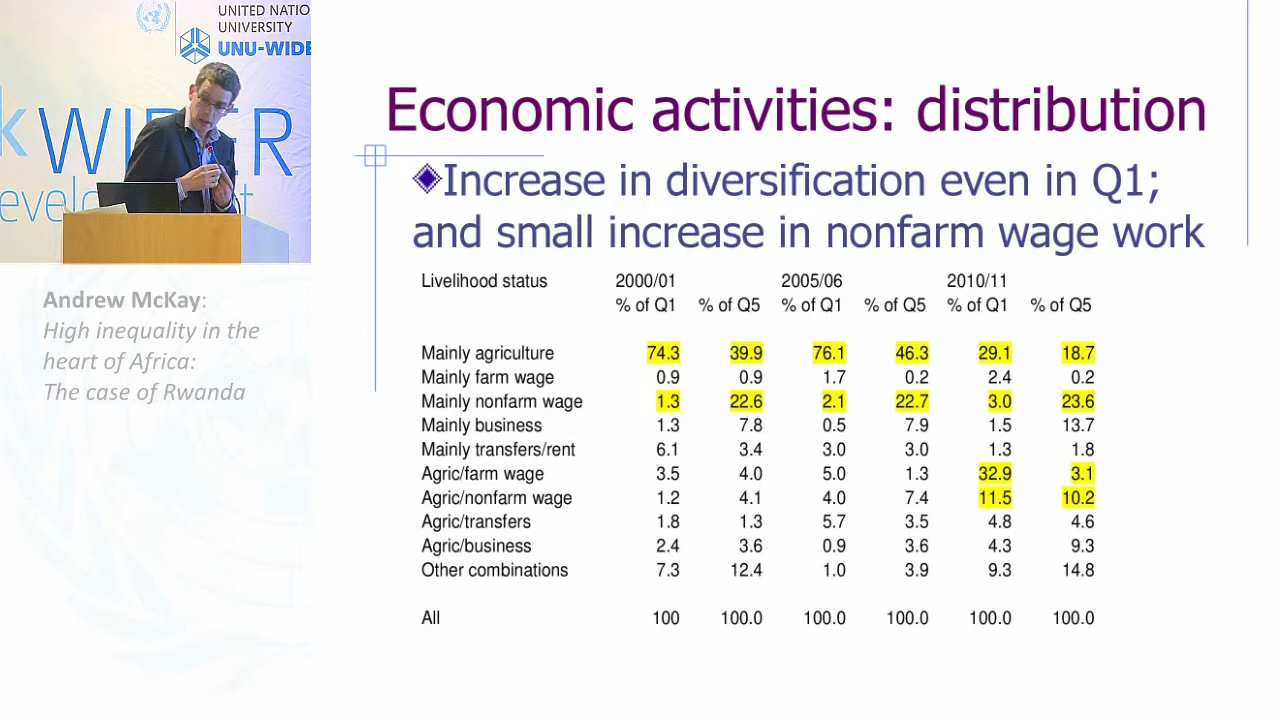 UNITED NATIO
UNIVERSITY
UNU-WIDE
kWIDER
evel
t
Andrew McKay:
High inequality in the
heart of Africa:
The case of Rwanda
Economic activities: distribution
Increase in diversification even in Q1;
and small increase in nonfarm wage work
Livelihood status 2000/01 2005/06 2010/11
% of Q1 % of Q5 % of Q1 % of Q5 % of Q1 % of Q5
Mainly agriculture 74.3 39.9 76.1 46.3 29.1 18.7
Mainly farm wage 0.9 0.9 1.7 0.2 2.4 0.2
Mainly nonfarm wage 1.3 22.6 2.1 22.7 3.0 23.6
Mainly business 1.3 7.8 0.5 7.9 1.5 13.7
Mainly transfers/rent 6.1 3.4 3.0 3.0 1.3 1.8
Agric/farm wage 3.5 4.0 5.0 1.3 32.9 3.1
Agric/nonfarm wage 1.2 4.1 4.0 7.4 11.5 10.2
Agric/transfers 1.8 1.3 5.7 3.5 4.8 4.6
Agric/business 2.4 3.6 0.9 3.6 4.3 9.3
Other combinations 7.3 12.4 1.0 3.9 9.3 14.8
All 100 100.0 100.0 100.0 100.0 100.0